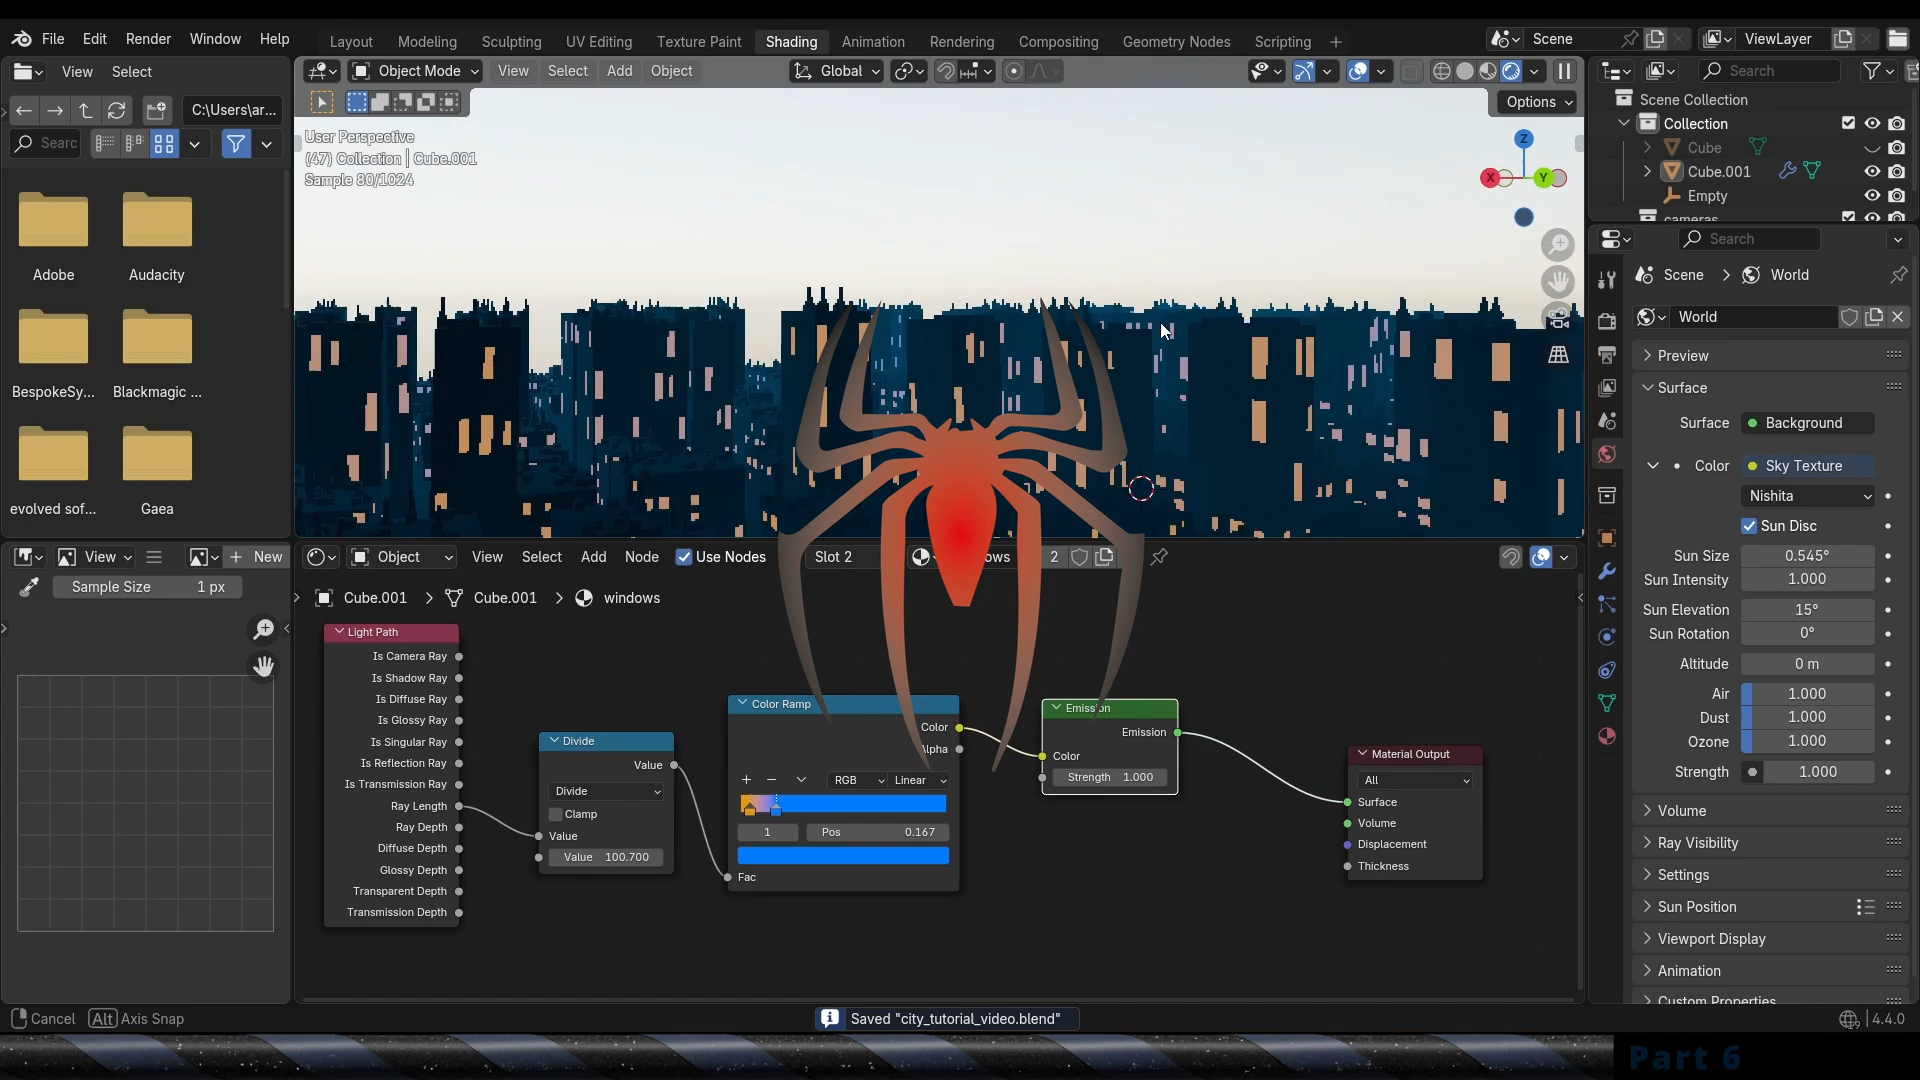 File Edit Render Window Help
Layout Modeling Sculpting UV Editing Texture Paint Shading Animation Rendering Compositing Geometry Nodes Scripting +
Scene
ViewLayer
View Select
Object Mode View Select Add Object
Global
Search
C:\Users\ar...
Options
Scene Collection
Collection
Cube
Cube.001
Empty
cameras
Searc
User Perspective
(47) Collection | Cube.001
Sample 80/1024
Z
X
Y
Adobe
Audacity
BespokeSy...
Blackmagic ...
evolved sof...
Gaea
Search
Scene > World
World
Preview
Surface
Surface Background
Color Sky Texture
Nishita
Sun Disc
Sun Size 0.545°
Sun Intensity 1.000
Sun Elevation 15°
Sun Rotation 0°
Altitude 0 m
Air 1.000
Dust 1.000
Ozone 1.000
Strength 1.000
Volume
Ray Visibility
Settings
Sun Position
Viewport Display
Animation
Custom Properties
View
+ New
Sample Size 1 px
Object View Select Add Node Use Nodes Slot 2 ows 2
Cube.001 > Cube.001 > windows
Light Path
Is Camera Ray
Is Shadow Ray
Is Diffuse Ray
Is Glossy Ray
Is Singular Ray
Is Reflection Ray
Is Transmission Ray
Ray Length
Ray Depth
Diffuse Depth
Glossy Depth
Transparent Depth
Transmission Depth
Divide
Value
Divide
Clamp
Value
Value 100.700
Color Ramp
Color
Alpha
+ − RGB Linear
1 Pos 0.167
Fac
Emission
Emission
Color
Strength 1.000
Material Output
All
Surface
Volume
Displacement
Thickness
Cancel Alt Axis Snap
Saved "city_tutorial_video.blend"
4.4.0
Part 6